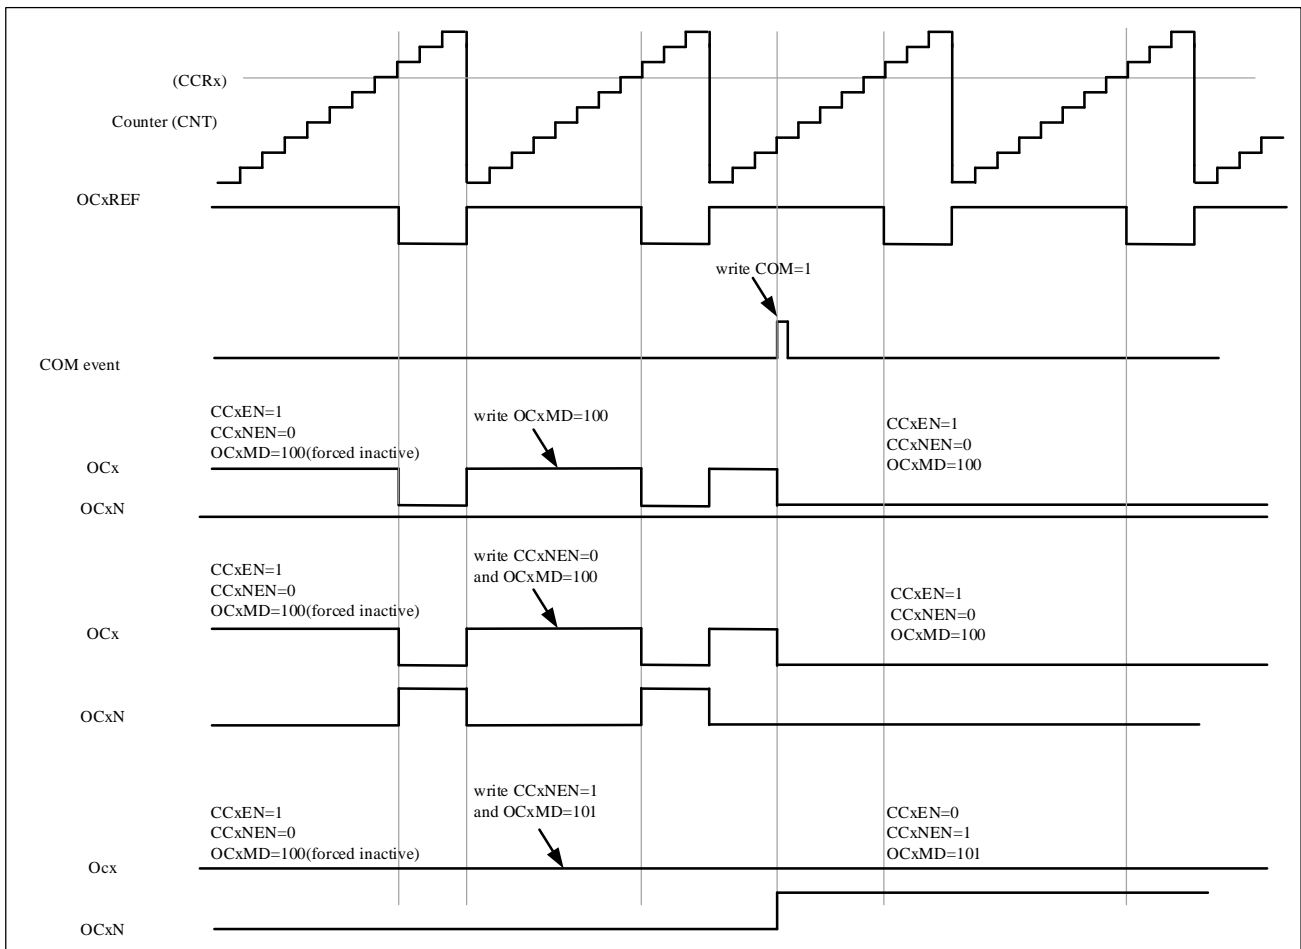 (CCRx)
Counter (CNT)
OCxREF
write COM=1
COM event
CCxEN=1
CCxNEN=0
OCxMD=100(forced inactive)
write OCxMD=100
CCxEN=1
CCxNEN=0
OCxMD=100
OCx
OCxN
CCxEN=1
CCxNEN=0
OCxMD=100(forced inactive)
write CCxNEN=0
and OCxMD=100
CCxEN=1
CCxNEN=0
OCxMD=100
OCx
OCxN
CCxEN=1
CCxNEN=0
OCxMD=100(forced inactive)
write CCxNEN=1
and OCxMD=101
CCxEN=0
CCxNEN=1
OCxMD=101
Ocx
OCxN